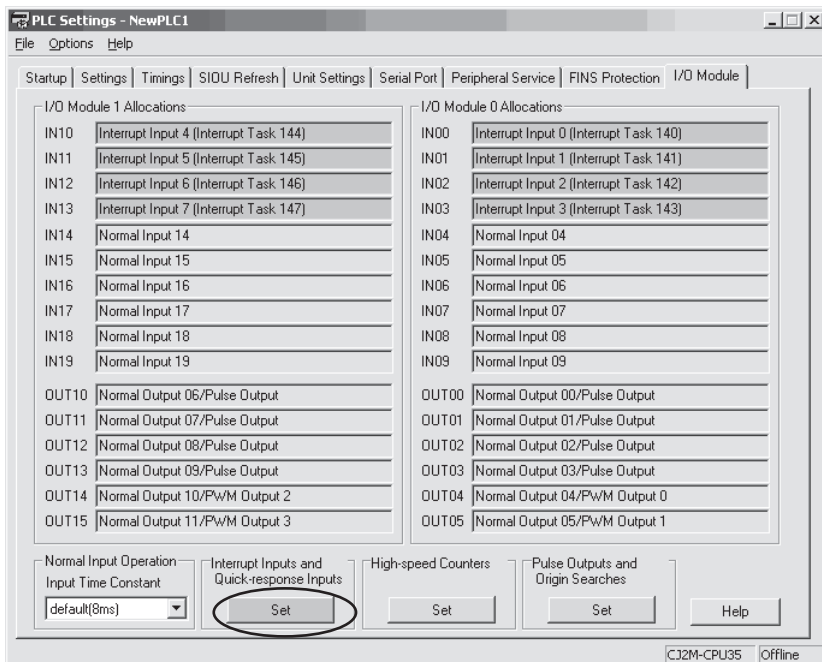 PLC Settings - NewPLC1
File Options Help
Startup Settings Timings SIOU Refresh Unit Settings Serial Port Peripheral Service FINS Protection I/O Module
I/O Module 1 Allocations
IN10 Interrupt Input 4 (Interrupt Task 144)
IN11 Interrupt Input 5 (Interrupt Task 145)
IN12 Interrupt Input 6 (Interrupt Task 146)
IN13 Interrupt Input 7 (Interrupt Task 147)
IN14 Normal Input 14
IN15 Normal Input 15
IN16 Normal Input 16
IN17 Normal Input 17
IN18 Normal Input 18
IN19 Normal Input 19
OUT10 Normal Output 06/Pulse Output
OUT11 Normal Output 07/Pulse Output
OUT12 Normal Output 08/Pulse Output
OUT13 Normal Output 09/Pulse Output
OUT14 Normal Output 10/PWM Output 2
OUT15 Normal Output 11/PWM Output 3
I/O Module 0 Allocations
IN00 Interrupt Input 0 (Interrupt Task 140)
IN01 Interrupt Input 1 (Interrupt Task 141)
IN02 Interrupt Input 2 (Interrupt Task 142)
IN03 Interrupt Input 3 (Interrupt Task 143)
IN04 Normal Input 04
IN05 Normal Input 05
IN06 Normal Input 06
IN07 Normal Input 07
IN08 Normal Input 08
IN09 Normal Input 09
OUT00 Normal Output 00/Pulse Output
OUT01 Normal Output 01/Pulse Output
OUT02 Normal Output 02/Pulse Output
OUT03 Normal Output 03/Pulse Output
OUT04 Normal Output 04/PWM Output 0
OUT05 Normal Output 05/PWM Output 1
Normal Input Operation
Input Time Constant
default(8ms)
Interrupt Inputs and
Quick-response Inputs
Set
High-speed Counters
Set
Pulse Outputs and
Origin Searches
Set
Help
CJ2M-CPU35 Offline